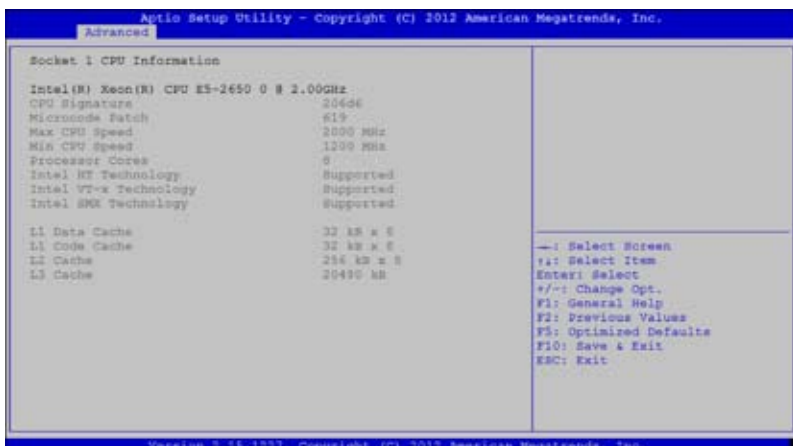 Aptio Setup Utility - Copyright (C) 2012 American Megatrends, Inc.
Advanced
Socket 1 CPU Information
Intel(R) Xeon(R) CPU E5-2650 0 @ 2.00GHz
CPU Signature 206d6
Microcode Patch 619
Max CPU Speed 2000 MHz
Min CPU Speed 1200 MHz
Processor Cores 8
Intel HT Technology Supported
Intel VT-x Technology Supported
Intel SMX Technology Supported
L1 Data Cache 32 kB x 8
L1 Code Cache 32 kB x 8
L2 Cache 256 kB x 8
L3 Cache 20480 kB
→←: Select Screen
↑↓: Select Item
Enter: Select
+/-: Change Opt.
F1: General Help
F2: Previous Values
F5: Optimized Defaults
F10: Save & Exit
ESC: Exit
Version 2.15.1227. Copyright (C) 2012 American Megatrends, Inc.